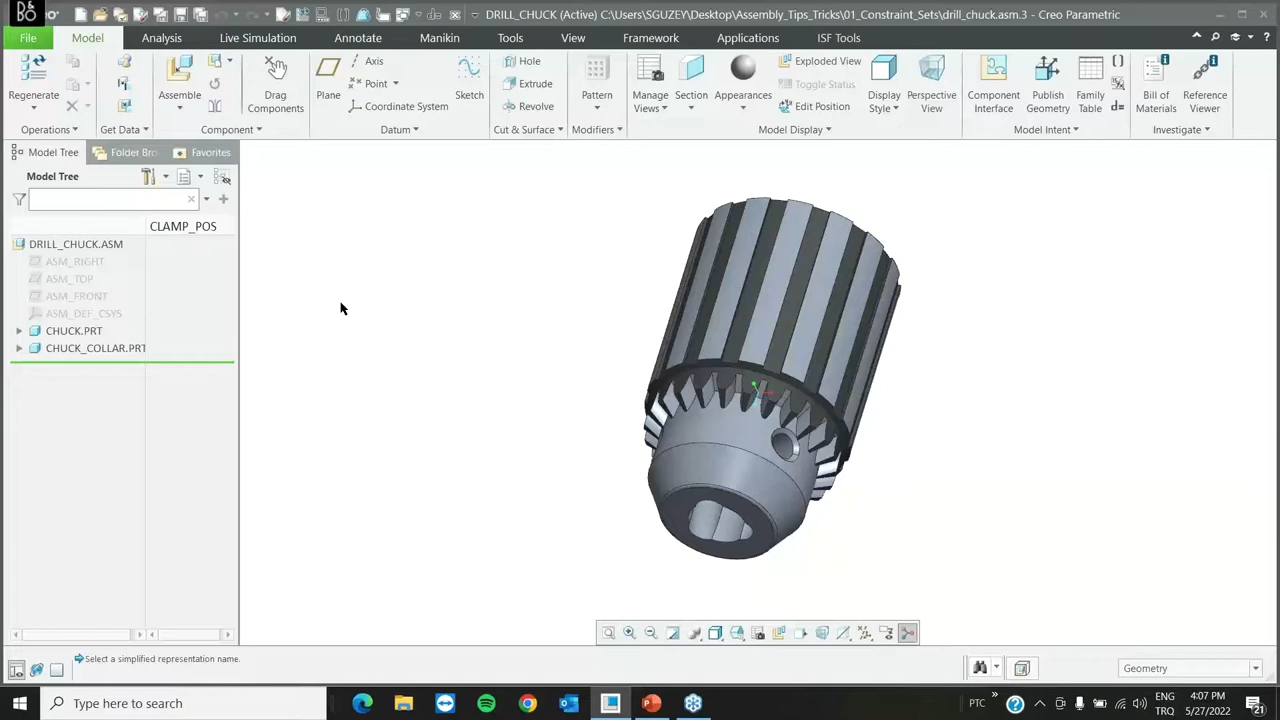 B&O
DRILL_CHUCK (Active) C:\Users\SGUZEY\Desktop\Assembly_Tips_Tricks\01_Constraint_Sets\drill_chuck.asm.3 - Creo Parametric
File Model Analysis Live Simulation Annotate Manikin Tools View Framework Applications ISF Tools
Regenerate
Operations
Get Data
Assemble
Drag
Components
Component
Plane
Axis
Point
Coordinate System
Sketch
Datum
Hole
Extrude
Revolve
Cut & Surface
Pattern
Modifiers
Manage
Views
Section
Appearances
Exploded View
Toggle Status
Edit Position
Display
Style
Perspective
View
Model Display
Component
Interface
Publish
Geometry
Family
Table
Model Intent
Bill of
Materials
Reference
Viewer
Investigate
Model Tree Folder Bro Favorites
Model Tree
CLAMP_POS
DRILL_CHUCK.ASM
ASM_RIGHT
ASM_TOP
ASM_FRONT
ASM_DEF_CSYS
CHUCK.PRT
CHUCK_COLLAR.PRT
Select a simplified representation name.
Geometry
Type here to search
PTC
ENG
TRQ
4:07 PM
5/27/2022
21